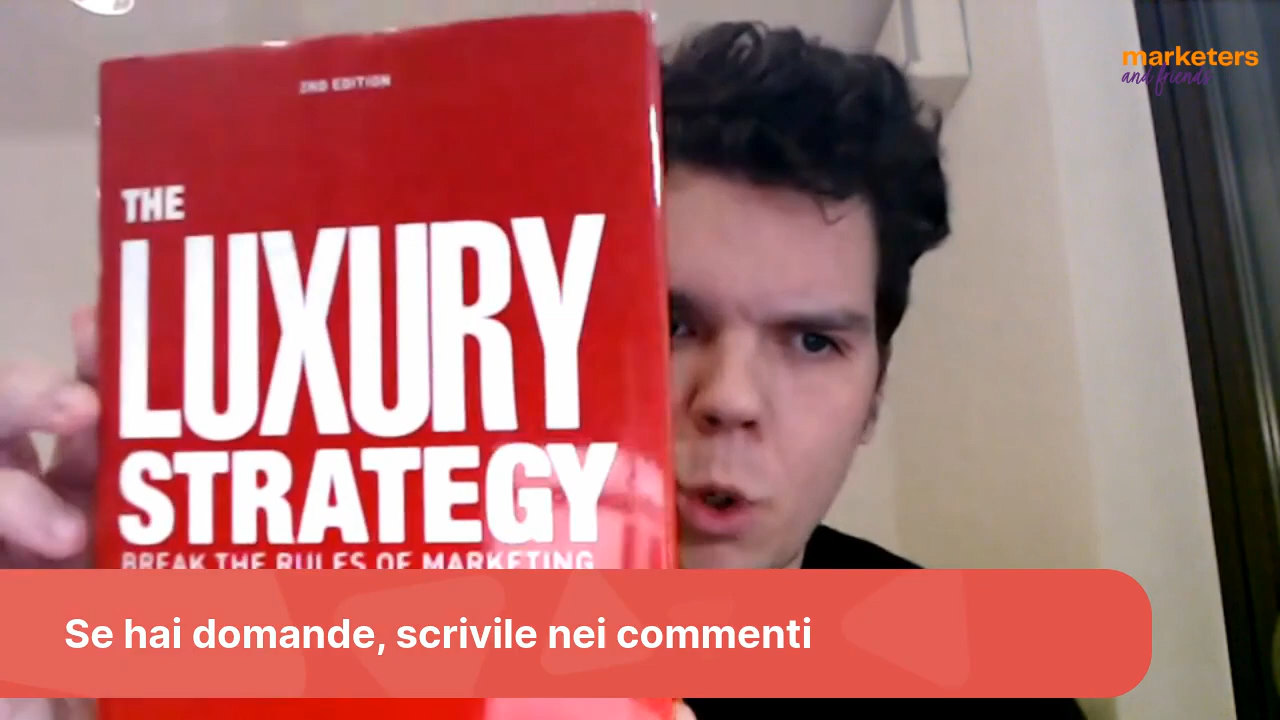 2ND EDITION
THE
LUXURY
STRATEGY
BREAK THE RULES OF MARKETING
Se hai domande, scrivile nei commenti
marketers
and friends